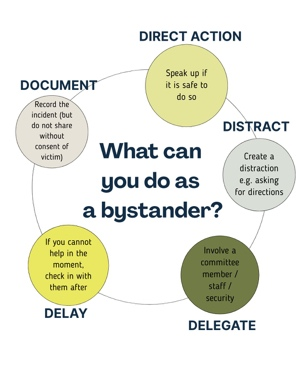 DIRECT ACTION
Speak up if
it is safe to
do so
DISTRACT
Create a
distraction
e.g. asking
for directions
DELEGATE
Involve a
committee
member /
staff /
security
DELAY
If you cannot
help in the
moment,
check in with
them after
DOCUMENT
Record the
incident (but
do not share
without
consent of
victim)
What can
you do as
a bystander?